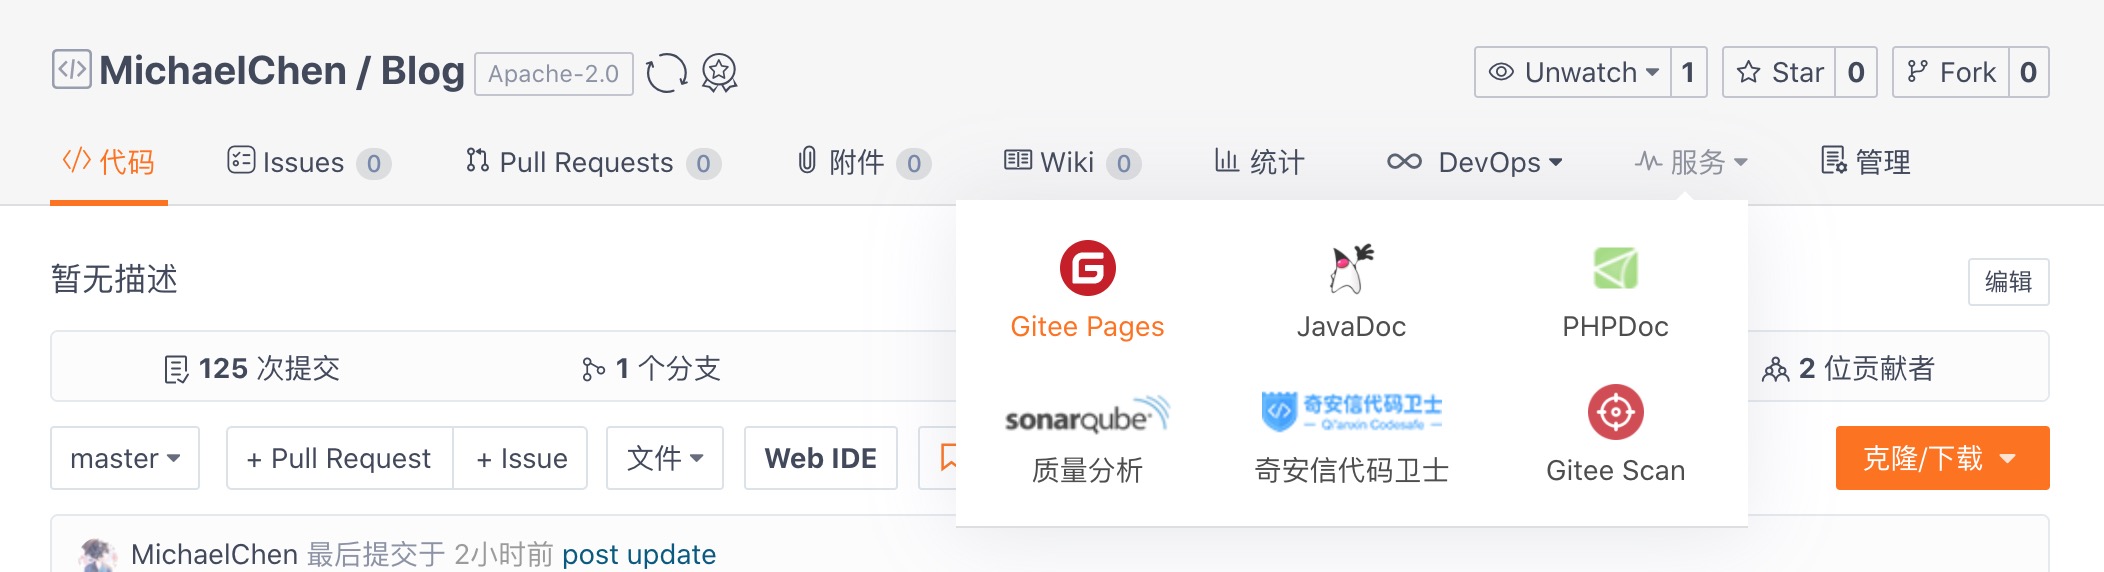 MichaelChen / Blog Apache-2.0 Unwatch 1 Star 0 Fork 0
代码 Issues 0 Pull Requests 0 附件 0 Wiki 0 统计 DevOps 服务 管理
暂无描述
编辑
Gitee Pages JavaDoc PHPDoc
125 次提交 1 个分支 2 位贡献者
sonarqube 奇安信代码卫士
Qi'anxin Codesafe
质量分析 奇安信代码卫士 Gitee Scan
master + Pull Request + Issue 文件 Web IDE 克隆/下载
MichaelChen 最后提交于 2小时前 post update